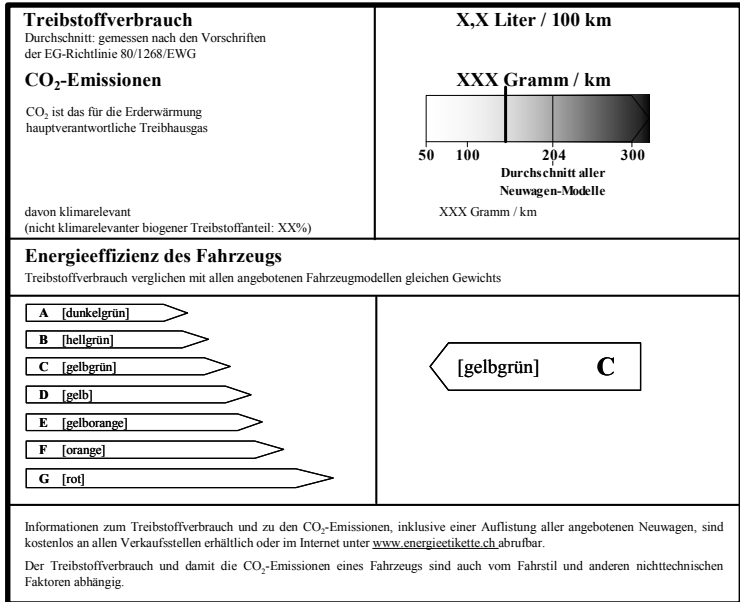 Treibstoffverbrauch
Durchschnitt: gemessen nach den Vorschriften
der EG-Richtlinie 80/1268/EWG
X,X Liter / 100 km
CO₂-Emissionen
XXX Gramm / km
CO₂ ist das für die Erderwärmung
hauptverantwortliche Treibhausgas
50 100 204 300
Durchschnitt aller
Neuwagen-Modelle
davon klimarelevant
(nicht klimarelevanter biogener Treibstoffanteil: XX%)
XXX Gramm / km
Energieeffizienz des Fahrzeugs
Treibstoffverbrauch verglichen mit allen angebotenen Fahrzeugmodellen gleichen Gewichts
A [dunkelgrün]
B [hellgrün]
C [gelbgrün]
D [gelb]
E [gelborange]
F [orange]
G [rot]
[gelbgrün] C
Informationen zum Treibstoffverbrauch und zu den CO₂-Emissionen, inklusive einer Auflistung aller angebotenen Neuwagen, sind
kostenlos an allen Verkaufsstellen erhältlich oder im Internet unter www.energieetikette.ch abrufbar.
Der Treibstoffverbrauch und damit die CO₂-Emissionen eines Fahrzeugs sind auch vom Fahrstil und anderen nichttechnischen
Faktoren abhängig.